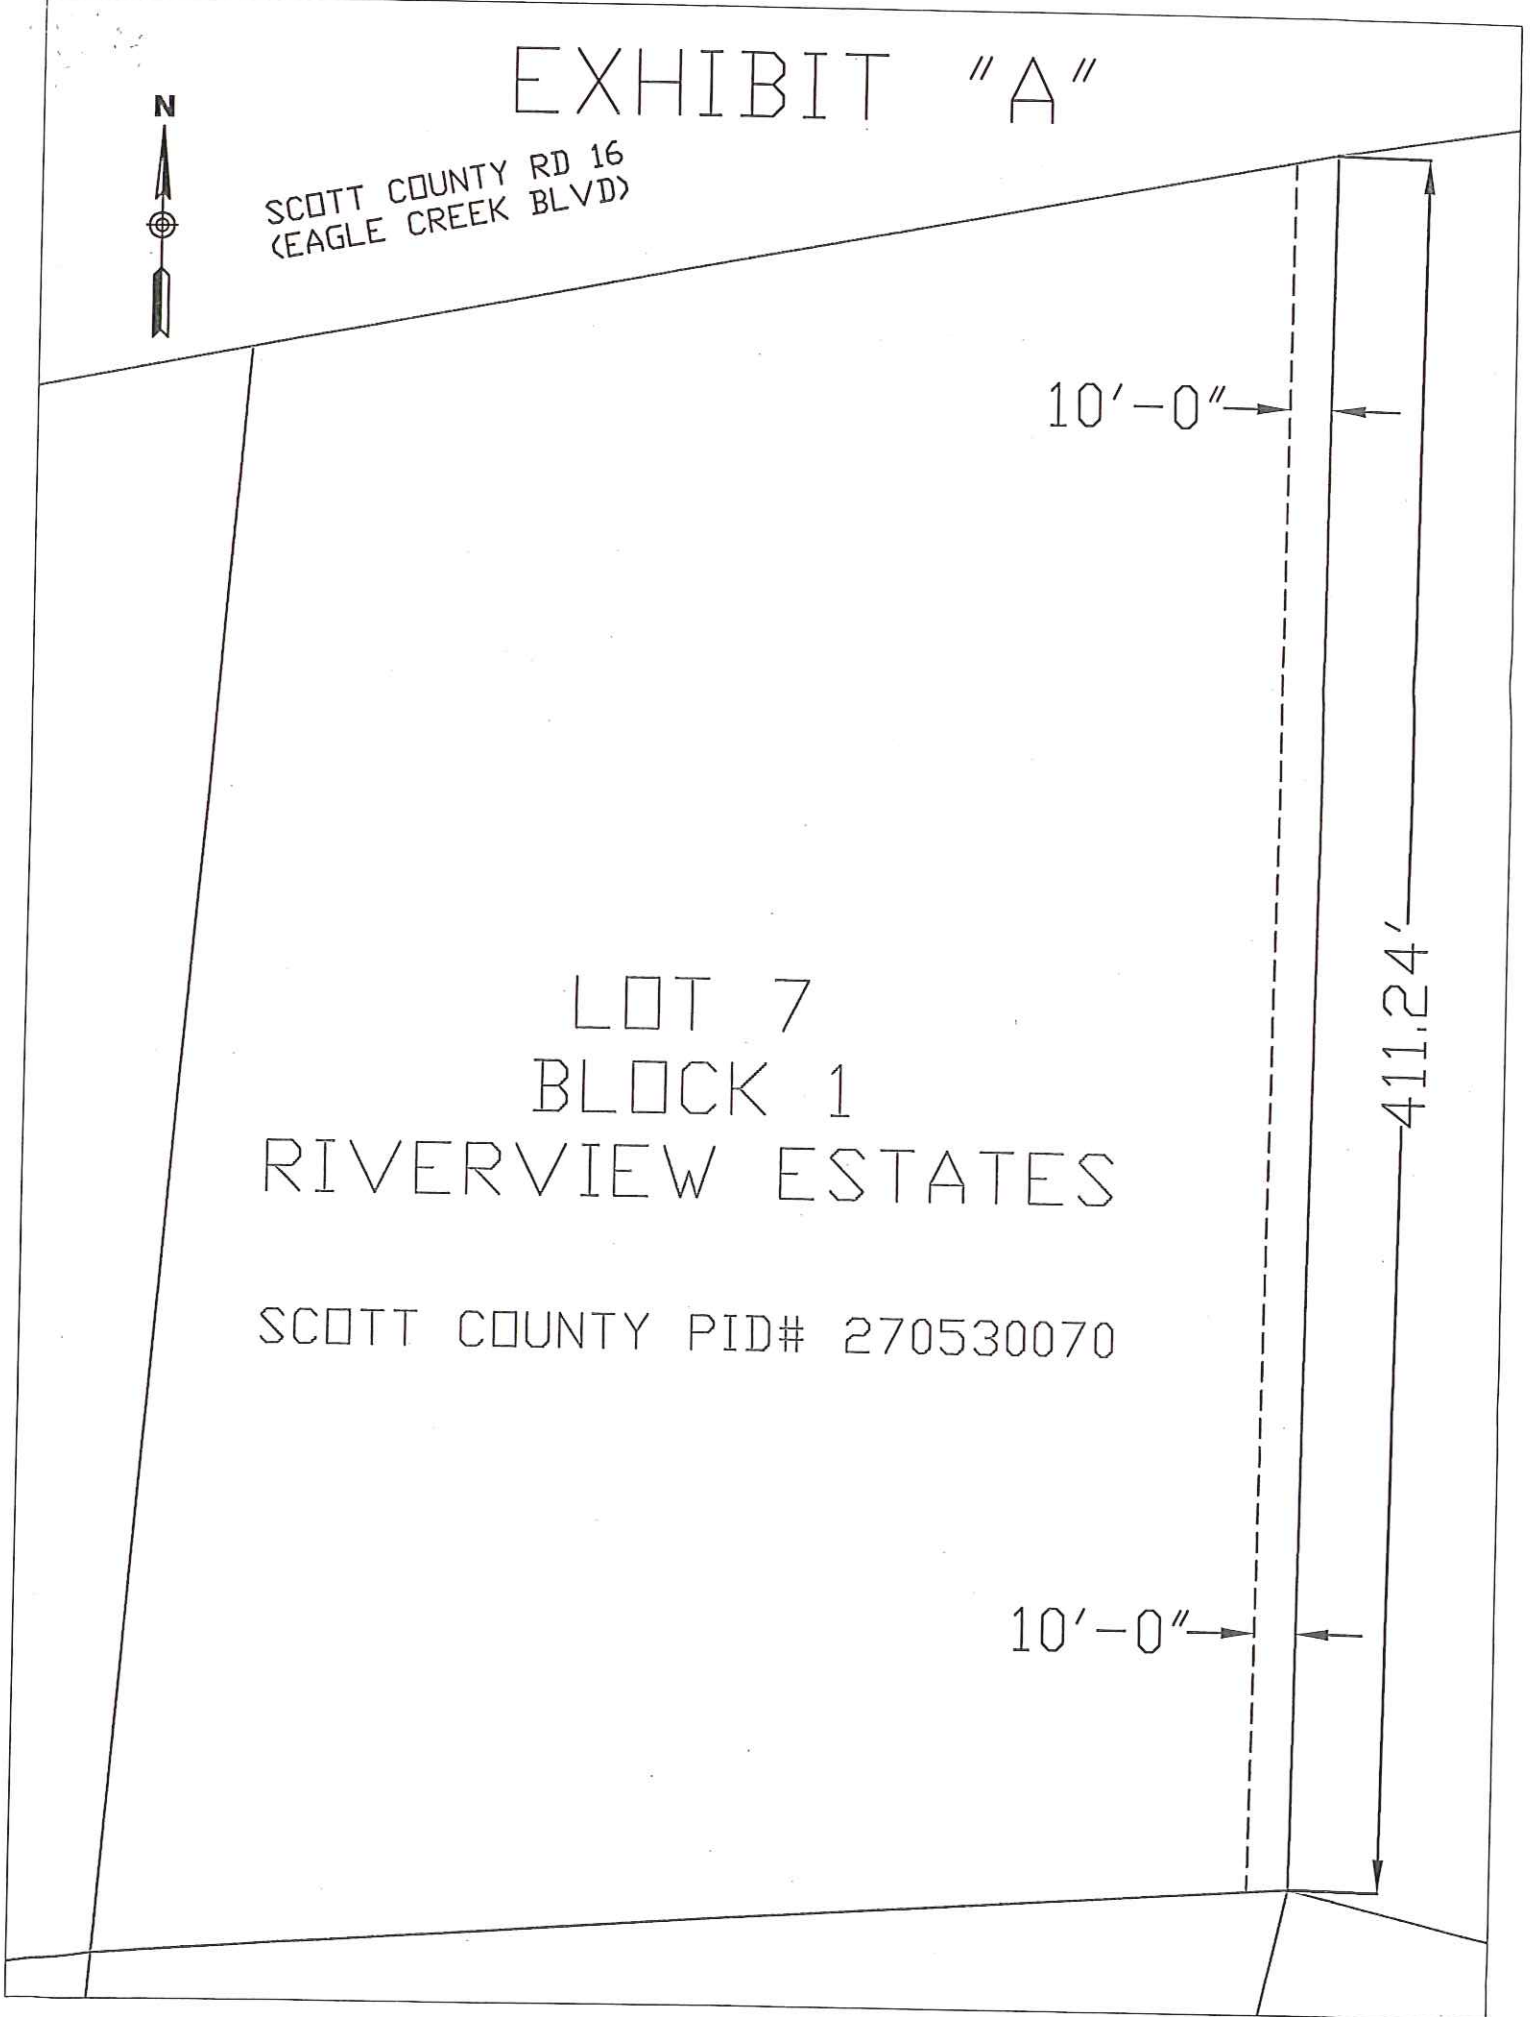 EXHIBIT "A"
N
SCOTT COUNTY RD 16
(EAGLE CREEK BLVD)
10'-0"
411.24'
LOT 7
BLOCK 1
RIVERVIEW ESTATES
SCOTT COUNTY PID# 270530070
10'-0"